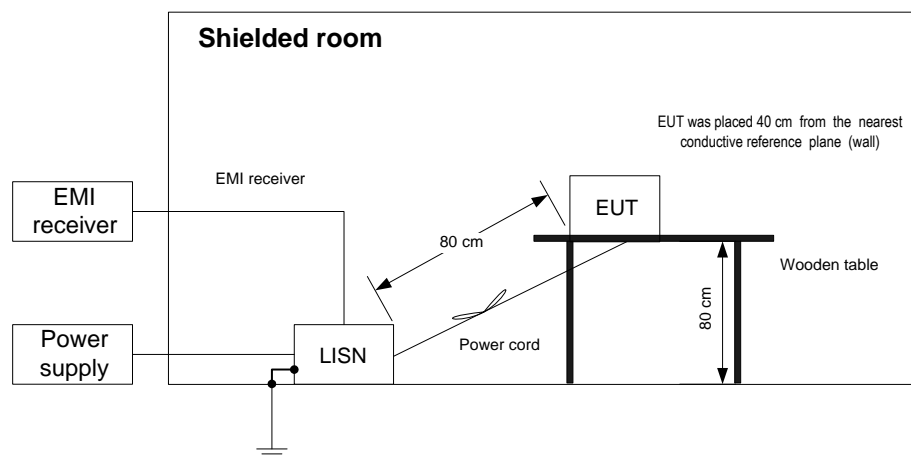 Shielded room
EUT was placed 40 cm from the nearest
conductive reference plane (wall)
EMI receiver
EMI
receiver
EUT
80 cm
Wooden table
80 cm
Power cord
Power
supply
LISN